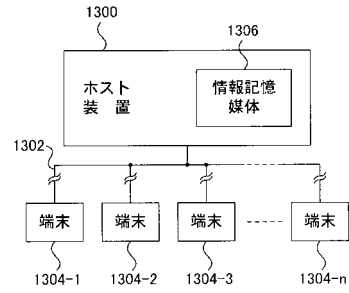 1300
1306
ホスト
装 置
情報記憶
媒体
1302
端末
端末
端末
端末
1304-1
1304-2
1304-3
1304-n